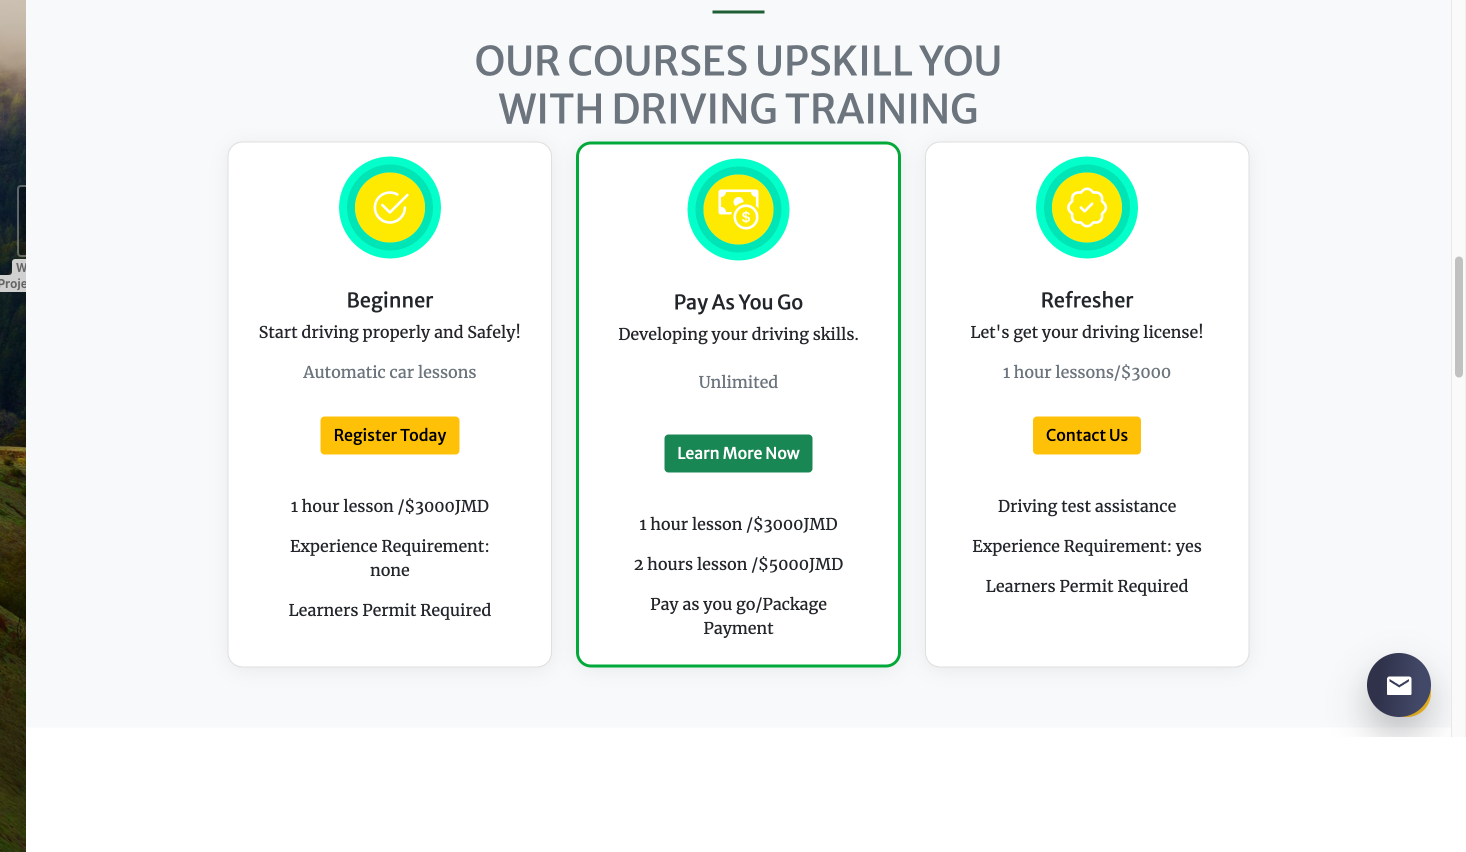 OUR COURSES UPSKILL YOU
WITH DRIVING TRAINING
Beginner
Start driving properly and Safely!
Automatic car lessons
Register Today
1 hour lesson /$3000JMD
Experience Requirement:
none
Learners Permit Required
$
Pay As You Go
Developing your driving skills.
Unlimited
Learn More Now
1 hour lesson /$3000JMD
2 hours lesson /$5000JMD
Pay as you go/Package
Payment
Refresher
Let's get your driving license!
1 hour lessons/$3000
Contact Us
Driving test assistance
Experience Requirement: yes
Learners Permit Required